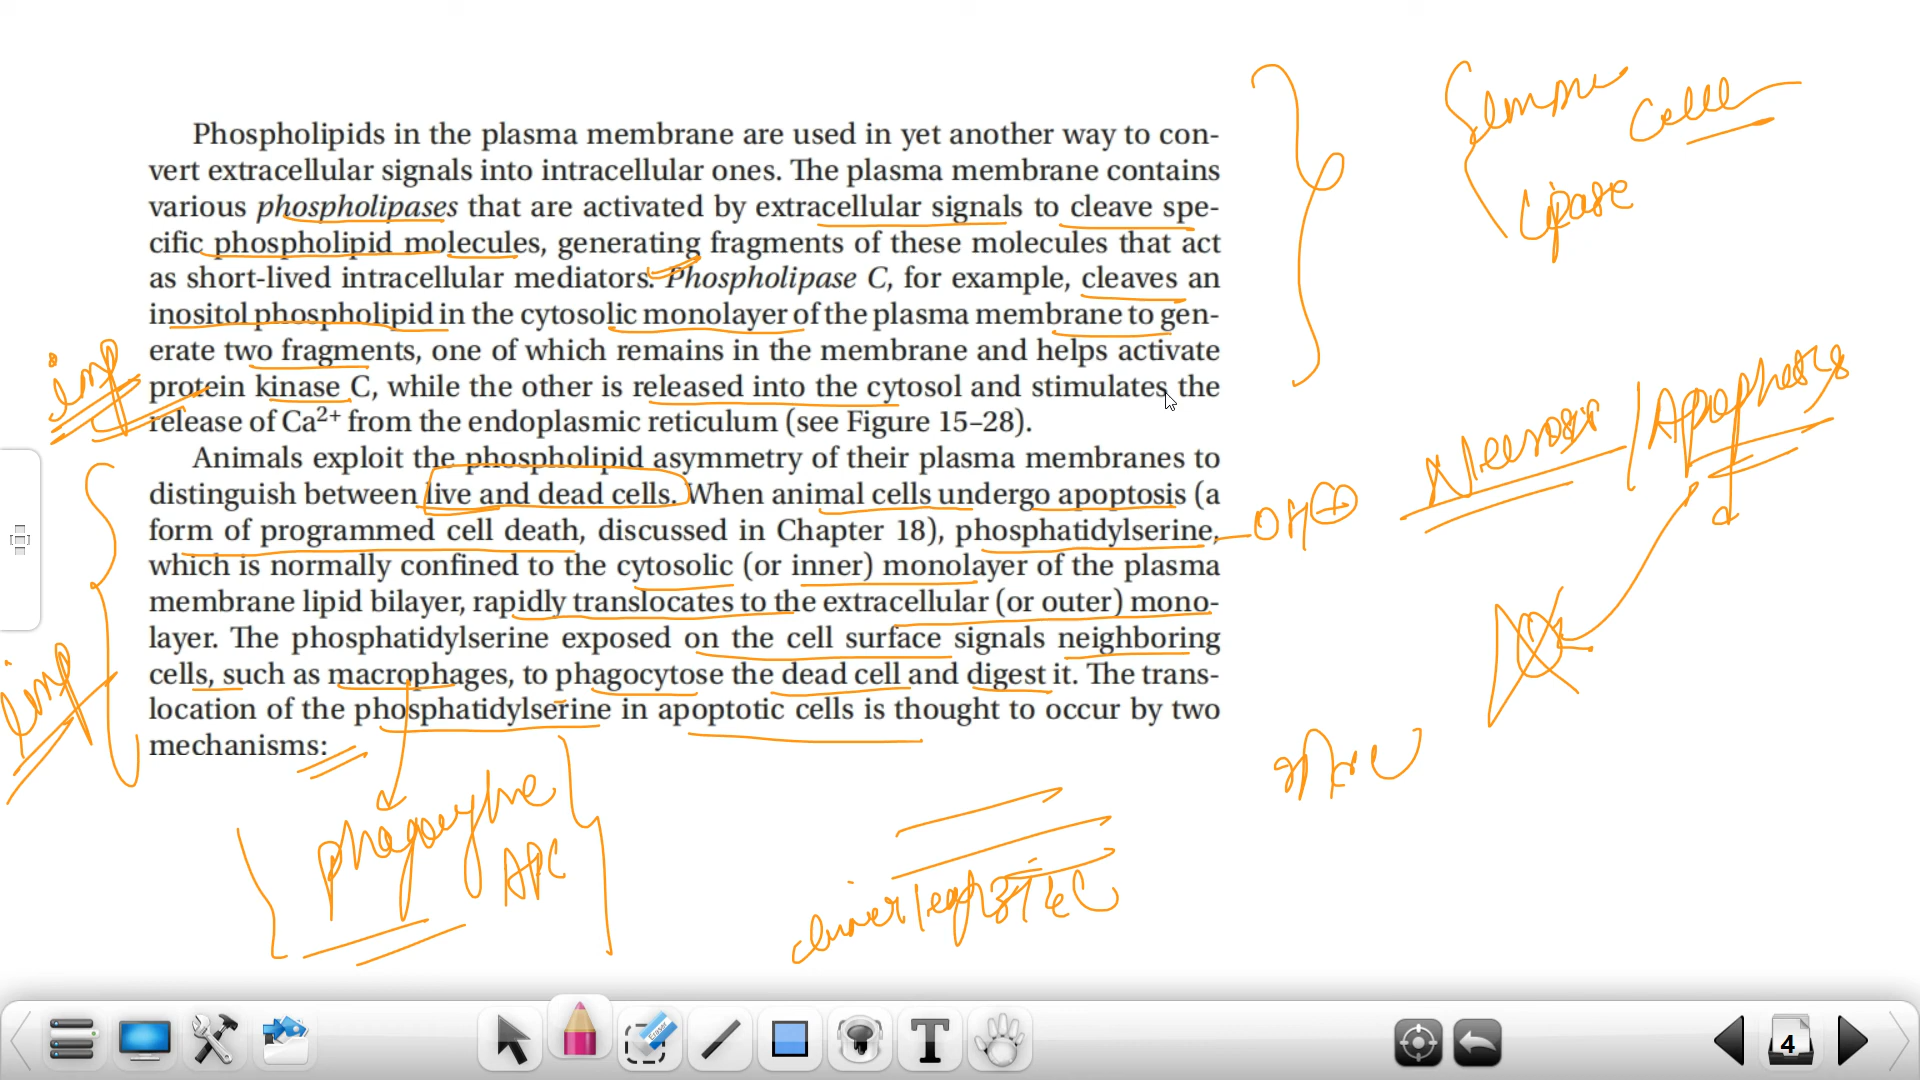 Phospholipids in the plasma membrane are used in yet another way to con-
vert extracellular signals into intracellular ones. The plasma membrane contains
various phospholipases that are activated by extracellular signals to cleave spe-
cific phospholipid molecules, generating fragments of these molecules that act
as short-lived intracellular mediators. Phospholipase C, for example, cleaves an
inositol phospholipid in the cytosolic monolayer of the plasma membrane to gen-
erate two fragments, one of which remains in the membrane and helps activate
protein kinase C, while the other is released into the cytosol and stimulates the
release of Ca²⁺ from the endoplasmic reticulum (see Figure 15–28).
Animals exploit the phospholipid asymmetry of their plasma membranes to
distinguish between live and dead cells. When animal cells undergo apoptosis (a
form of programmed cell death, discussed in Chapter 18), phosphatidylserine,
which is normally confined to the cytosolic (or inner) monolayer of the plasma
membrane lipid bilayer, rapidly translocates to the extracellular (or outer) mono-
layer. The phosphatidylserine exposed on the cell surface signals neighboring
cells, such as macrophages, to phagocytose the dead cell and digest it. The trans-
location of the phosphatidylserine in apoptotic cells is thought to occur by two
mechanisms:
imp
imp
Lipase
APC
Eraser
T
4